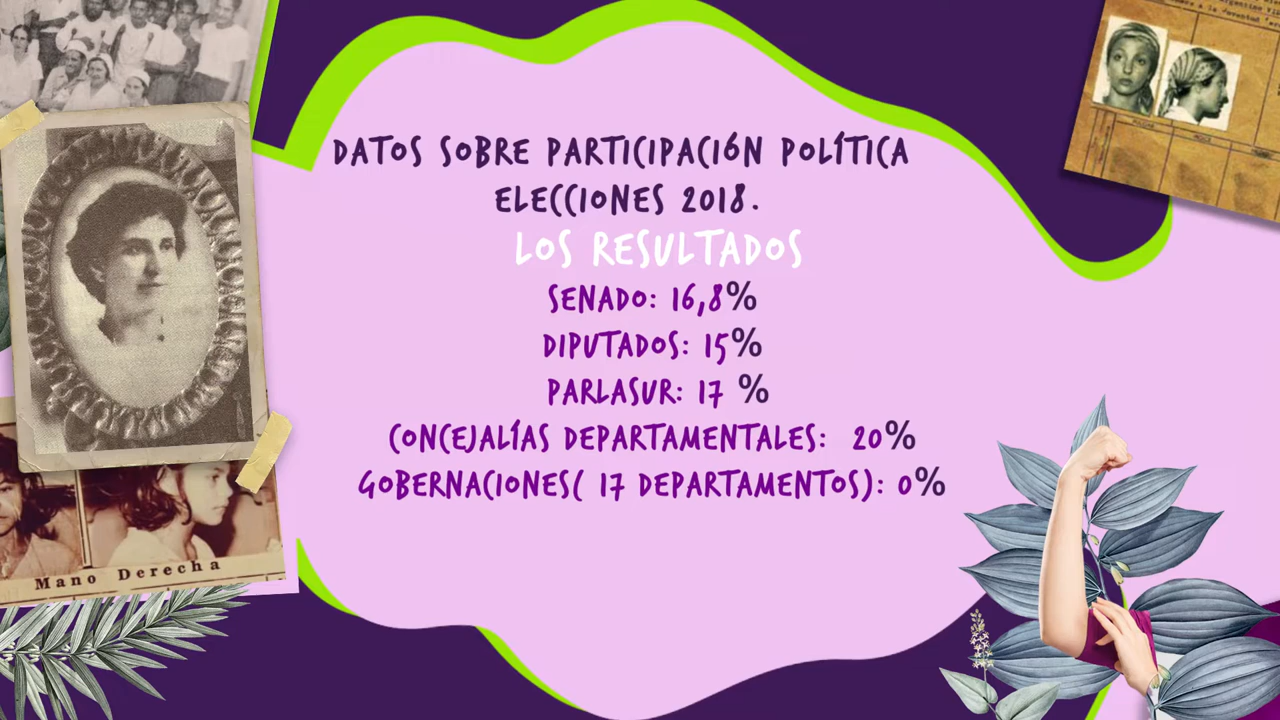 DATOS SOBRE PARTICIPACIÓN POLÍTICA
ELECCIONES 2018.
LOS RESULTADOS
SENADO: 16,8%
DIPUTADOS: 15%
PARLASUR: 17 %
CONCEJALÍAS DEPARTAMENTALES: 20%
GOBERNACIONES( 17 DEPARTAMENTOS): 0%
Mano Derecha